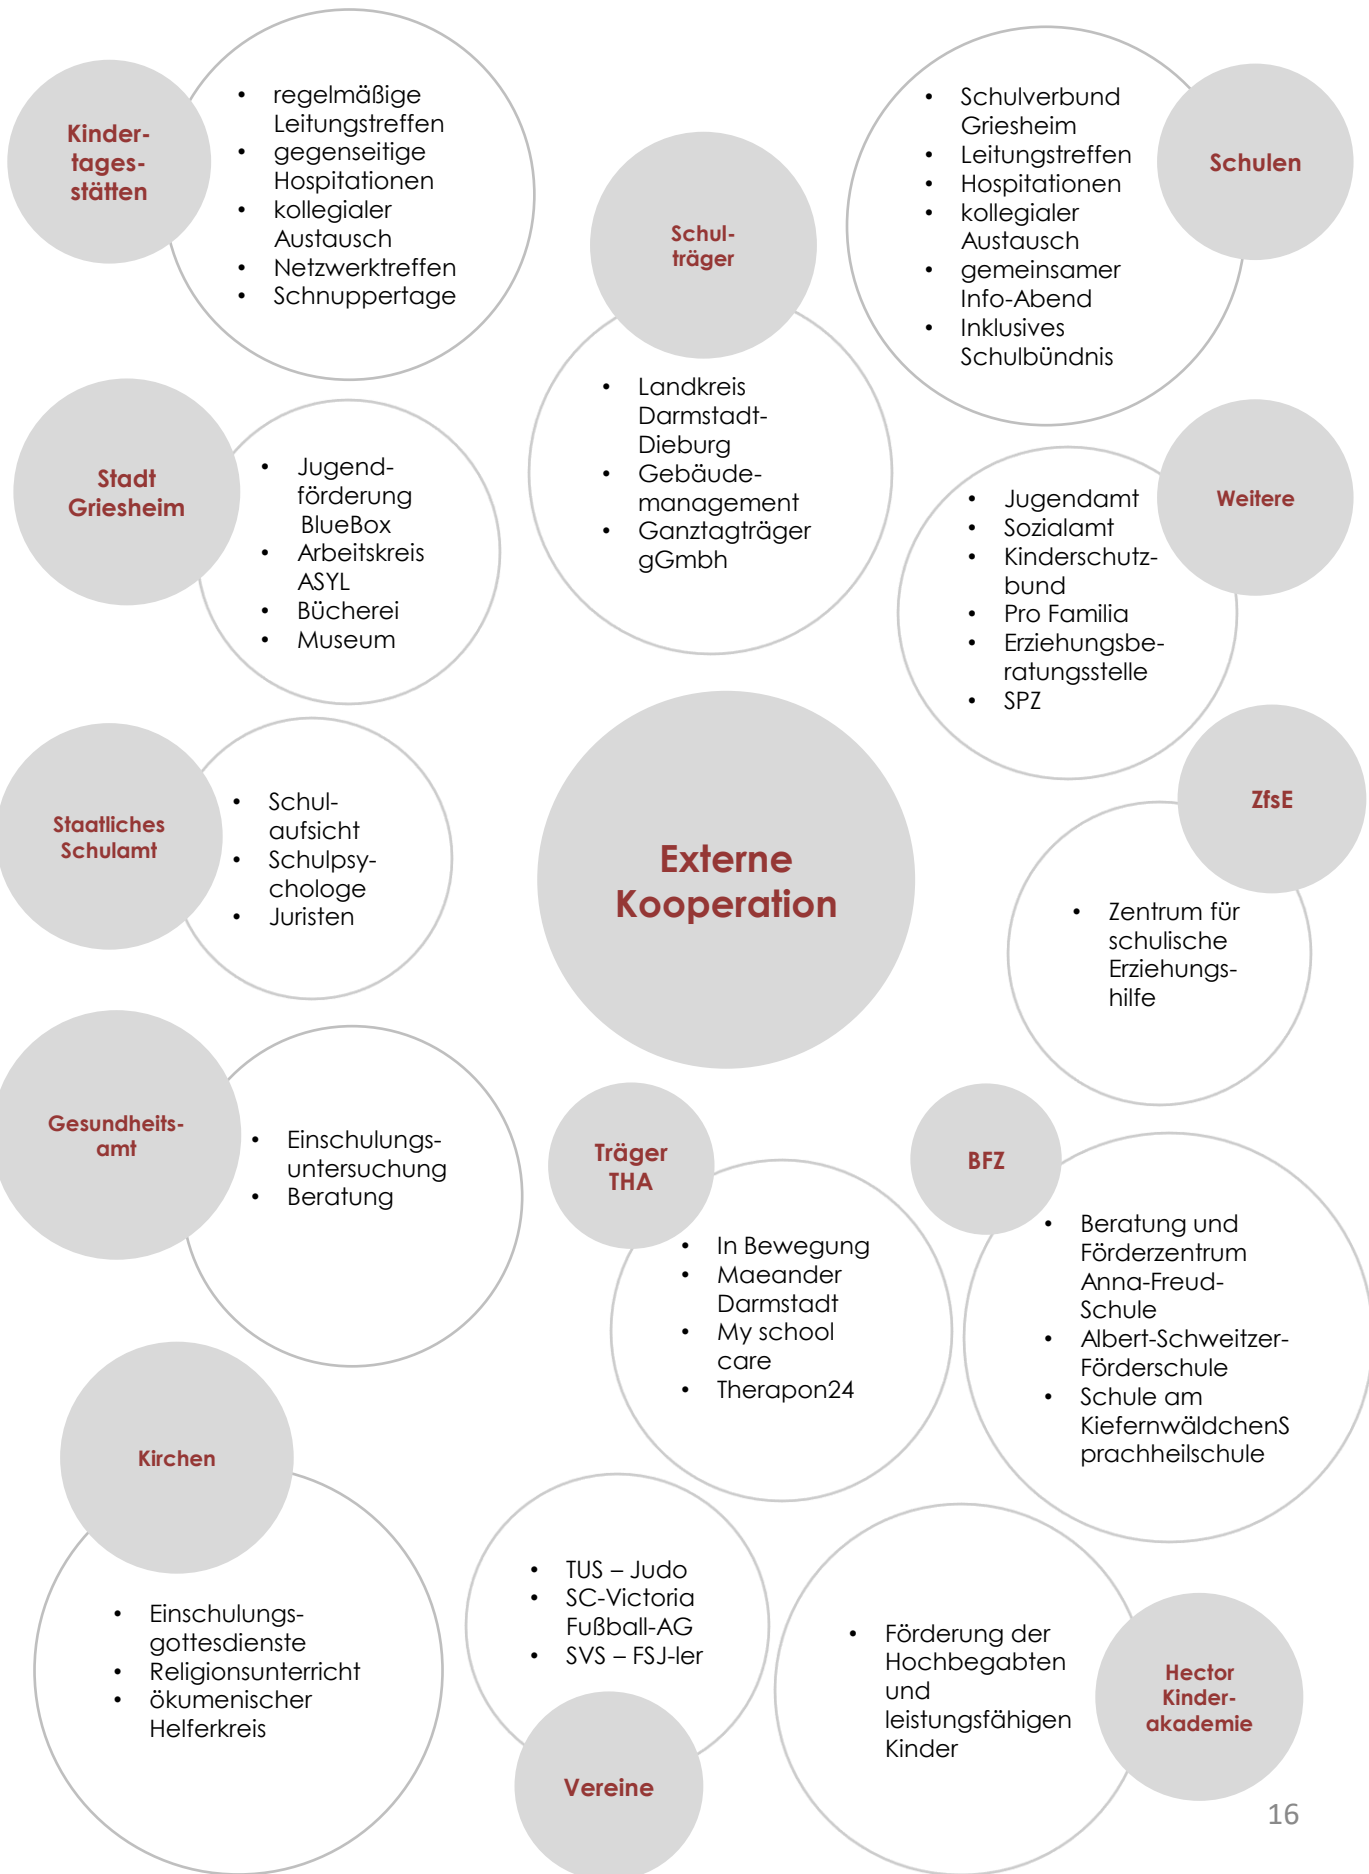 Kinder-
tages-
stätten
• regelmäßige
Leitungstreffen
• gegenseitige
Hospitationen
• kollegialer
Austausch
• Netzwerktreffen
• Schnuppertage
Schul-
träger
• Landkreis
Darmstadt-
Dieburg
• Gebäude-
management
• Ganztagträger
gGmbh
Schulen
• Schulverbund
Griesheim
• Leitungstreffen
• Hospitationen
• kollegialer
Austausch
• gemeinsamer
Info-Abend
• Inklusives
Schulbündnis
Stadt
Griesheim
• Jugend-
förderung
BlueBox
• Arbeitskreis
ASYL
• Bücherei
• Museum
Weitere
• Jugendamt
• Sozialamt
• Kinderschutz-
bund
• Pro Familia
• Erziehungsbe-
ratungsstelle
• SPZ
Staatliches
Schulamt
• Schul-
aufsicht
• Schulpsy-
chologe
• Juristen
Externe
Kooperation
ZfsE
• Zentrum für
schulische
Erziehungs-
hilfe
Gesundheits-
amt
• Einschulungs-
untersuchung
• Beratung
Träger
THA
• In Bewegung
• Maeander
Darmstadt
• My school
care
• Therapon24
BFZ
• Beratung und
Förderzentrum
Anna-Freud-
Schule
• Albert-Schweitzer-
Förderschule
• Schule am
KiefernwäldchenS
prachheilschule
Kirchen
• Einschulungs-
gottesdienste
• Religionsunterricht
• ökumenischer
Helferkreis
• TUS – Judo
• SC-Victoria
Fußball-AG
• SVS – FSJ-ler
Vereine
• Förderung der
Hochbegabten
und
leistungsfähigen
Kinder
Hector
Kinder-
akademie
16